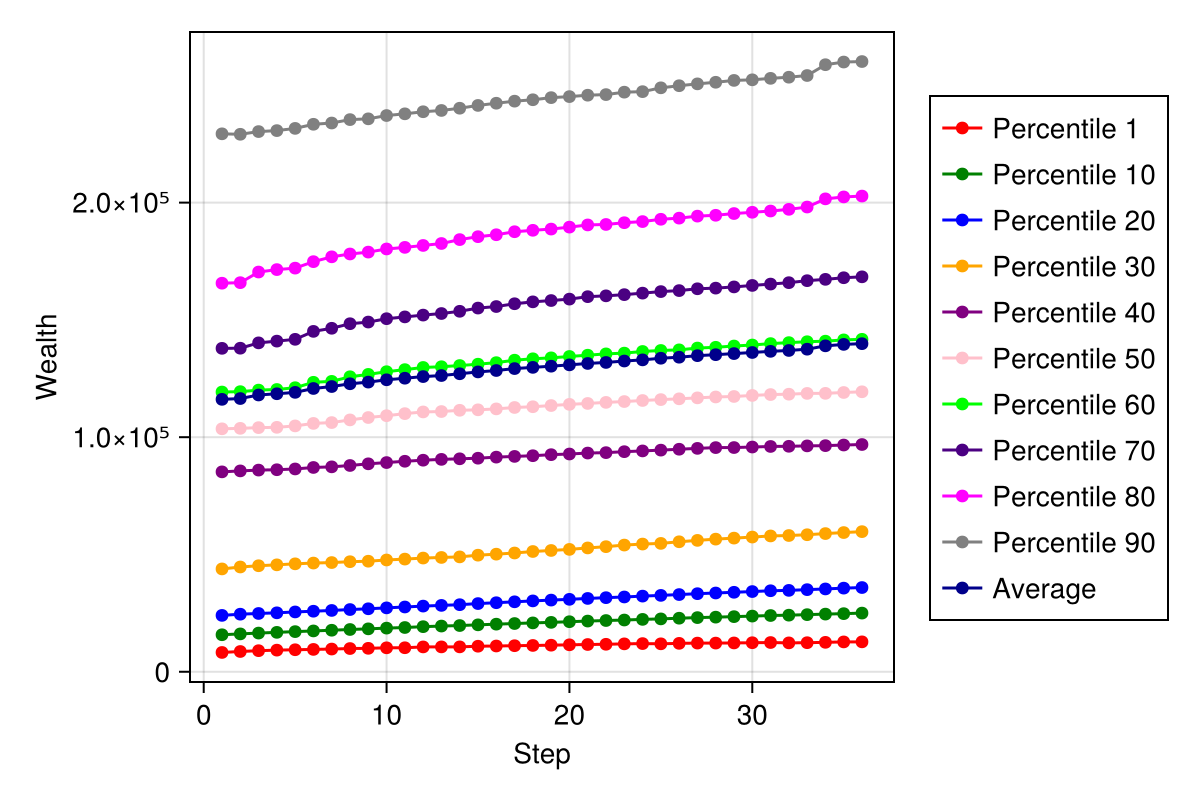 2.0×10⁵
1.0×10⁵
0
0 10 20 30
Wealth
Step
Percentile 1
Percentile 10
Percentile 20
Percentile 30
Percentile 40
Percentile 50
Percentile 60
Percentile 70
Percentile 80
Percentile 90
Average